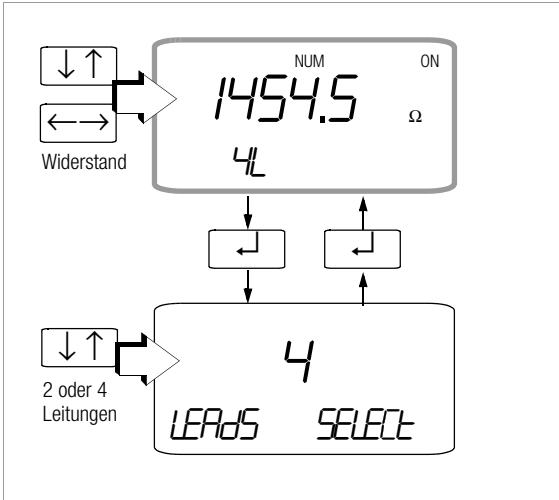 ↓ ↑
NUM ON
1454.5 Ω
← →
Widerstand
4L
↵ ↵
↓ ↑
4
2 oder 4
Leitungen
LEAdS SELECt